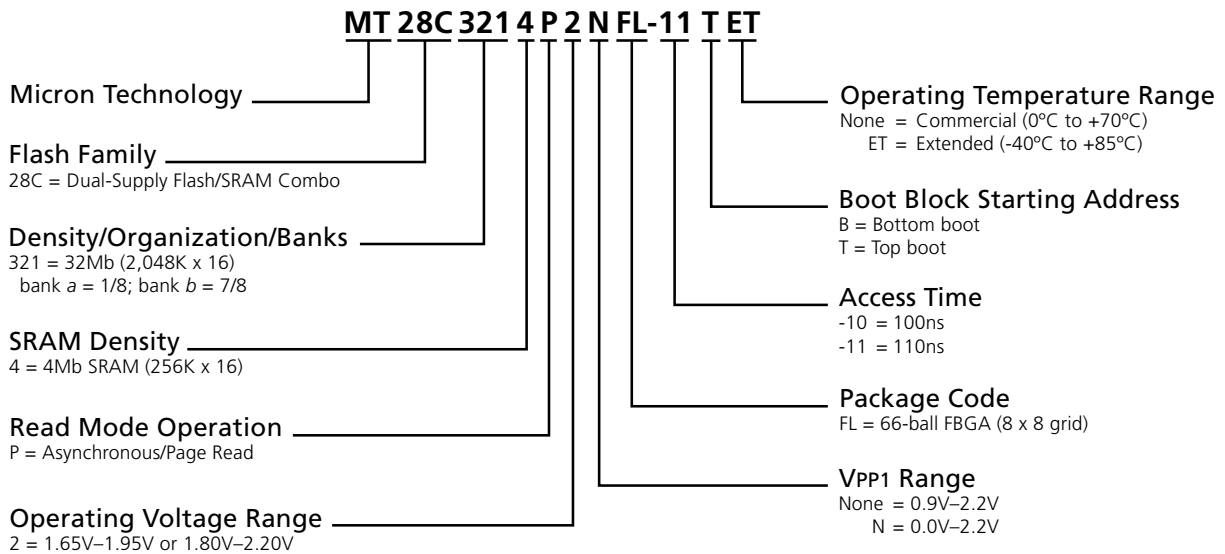 MT 28C 321 4 P 2 N FL-11 T ET
Micron Technology
Flash Family
28C = Dual-Supply Flash/SRAM Combo
Density/Organization/Banks
321 = 32Mb (2,048K x 16)
bank a = 1/8; bank b = 7/8
SRAM Density
4 = 4Mb SRAM (256K x 16)
Read Mode Operation
P = Asynchronous/Page Read
Operating Voltage Range
2 = 1.65V–1.95V or 1.80V–2.20V
Operating Temperature Range
None = Commercial (0ºC to +70ºC)
ET = Extended (-40ºC to +85ºC)
Boot Block Starting Address
B = Bottom boot
T = Top boot
Access Time
-10 = 100ns
-11 = 110ns
Package Code
FL = 66-ball FBGA (8 x 8 grid)
VPP1 Range
None = 0.9V–2.2V
N = 0.0V–2.2V